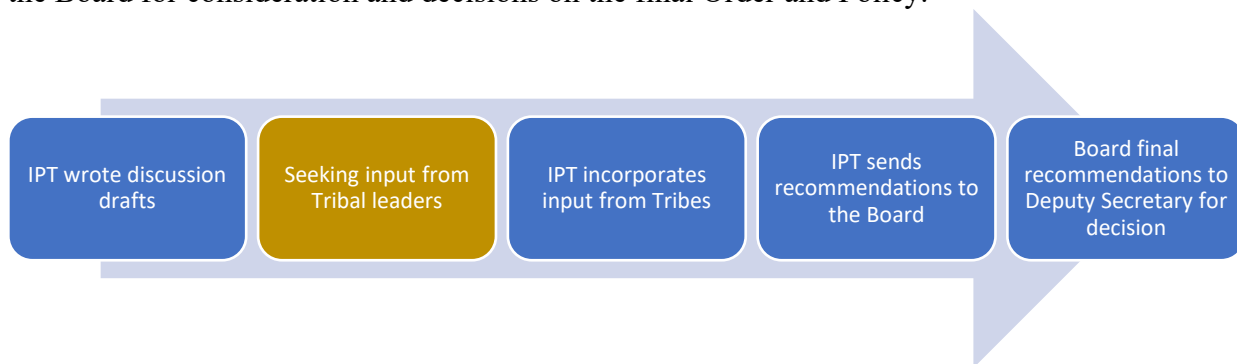 the Board for consideration and decisions on the final Order and Policy.
IPT wrote discussion
drafts
Seeking input from
Tribal leaders
IPT incorporates
input from Tribes
IPT sends
recommendations to
the Board
Board final
recommendations to
Deputy Secretary for
decision